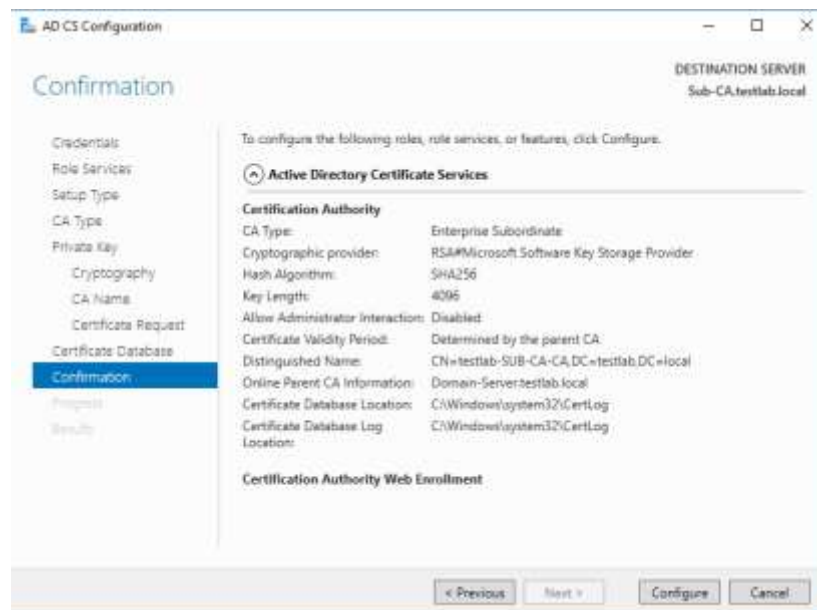 AD CS Configuration
Confirmation
DESTINATION SERVER
Sub-CA.testlab.local
Credentials
Role Services
Setup Type
CA Type
Private Key
Cryptography
CA Name
Certificate Request
Certificate Database
Confirmation
Progress
Results
To configure the following roles, role services, or features, click Configure.
Active Directory Certificate Services
Certification Authority
CA Type: Enterprise Subordinate
Cryptographic provider: RSA#Microsoft Software Key Storage Provider
Hash Algorithm: SHA256
Key Length: 4096
Allow Administrator Interaction: Disabled
Certificate Validity Period: Determined by the parent CA
Distinguished Name: CN=testlab-SUB-CA-CA,DC=testlab,DC=local
Online Parent CA Information: Domain-Server.testlab.local
Certificate Database Location: C:\Windows\system32\CertLog
Certificate Database Log C:\Windows\system32\CertLog
Location:
Certification Authority Web Enrollment
< Previous Next > Configure Cancel